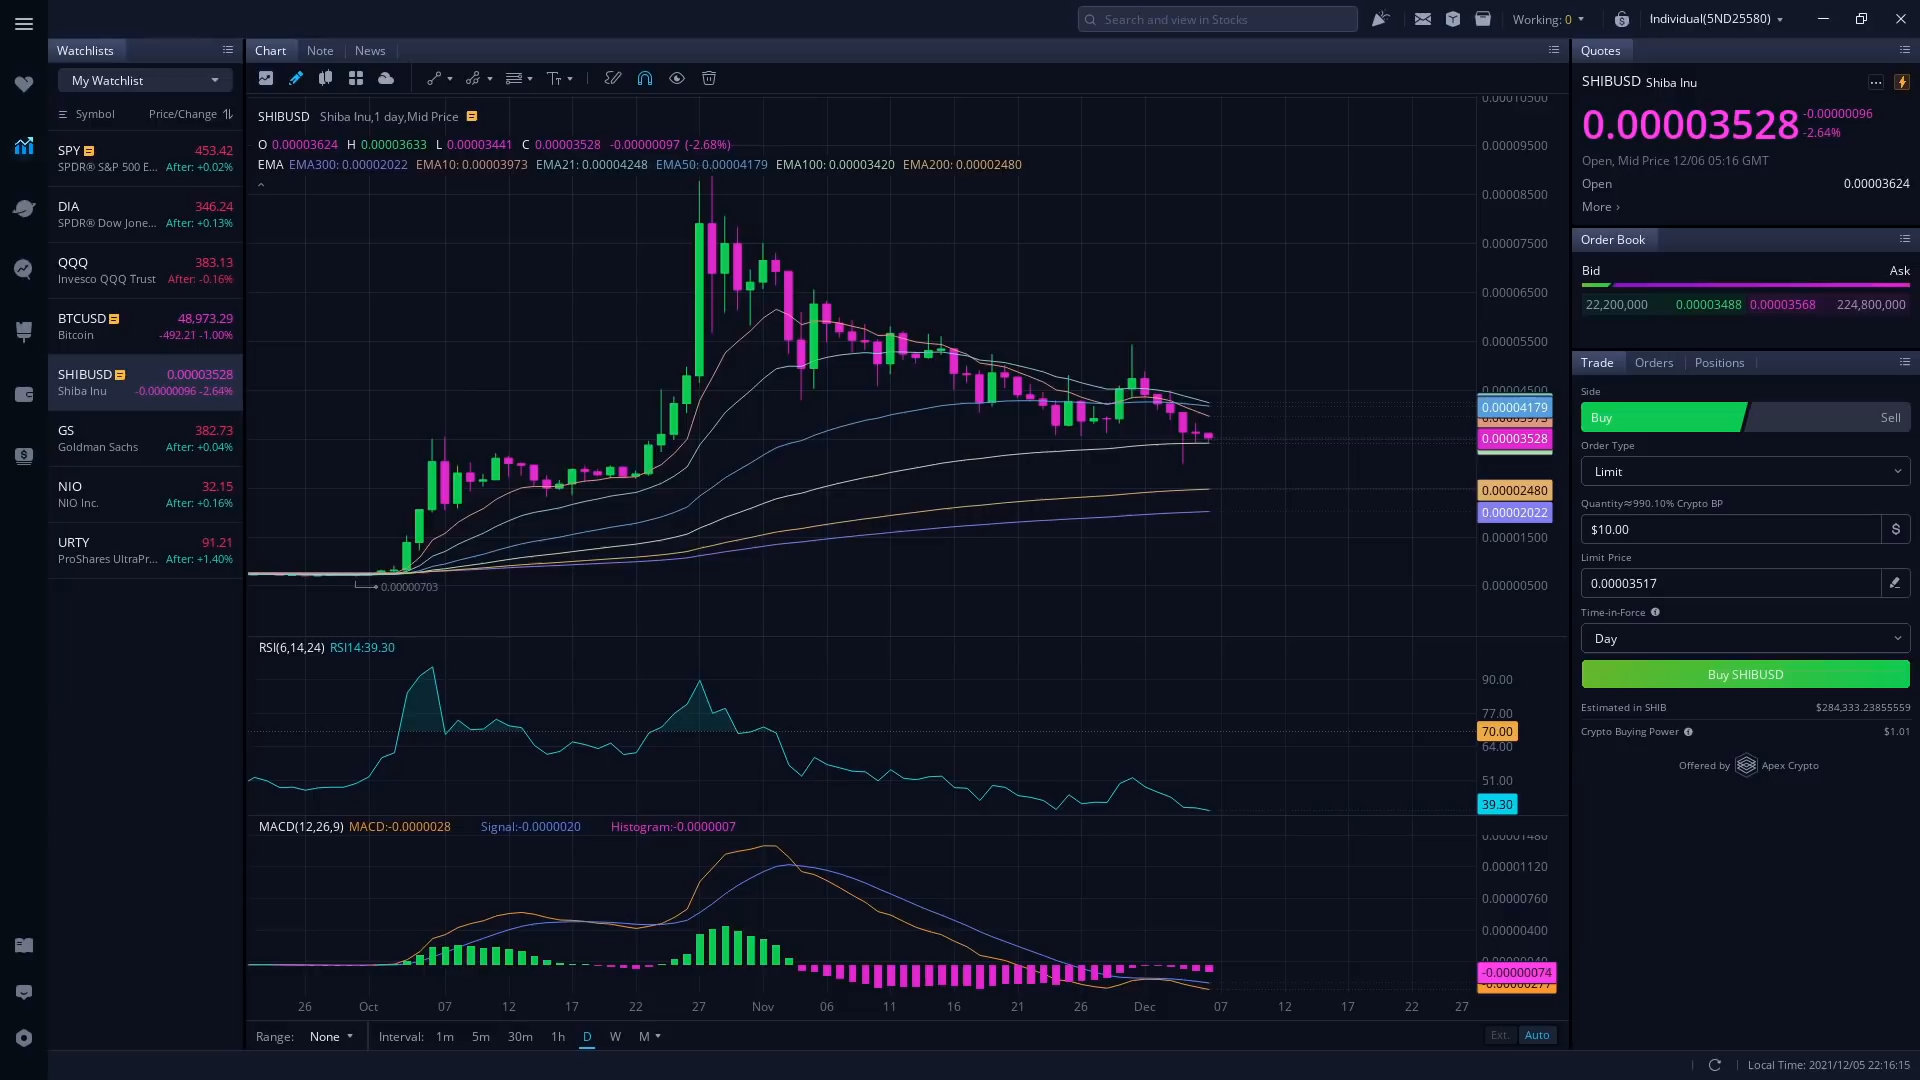 Search and view in Stocks
Working: 0
Individual(5ND25580)
Watchlists
My Watchlist
Symbol Price/Change
SPY 453.42
SPDR® S&P 500 E... After: +0.02%
DIA 346.24
SPDR® Dow Jone... After: +0.13%
QQQ 383.13
Invesco QQQ Trust After: -0.16%
BTCUSD 48,973.29
Bitcoin -492.21 -1.00%
SHIBUSD 0.00003528
Shiba Inu -0.00000096 -2.64%
GS 382.73
Goldman Sachs After: +0.04%
NIO 32.15
NIO Inc. After: +0.16%
URTY 91.21
ProShares UltraPr... After: +1.40%
Chart Note News
SHIBUSD Shiba Inu,1 day,Mid Price
O 0.00003624 H 0.00003633 L 0.00003441 C 0.00003528 -0.00000097 (-2.68%)
EMA EMA300: 0.00002022 EMA10: 0.00003973 EMA21: 0.00004248 EMA50: 0.00004179 EMA100: 0.00003420 EMA200: 0.00002480
0.00010500
0.00009500
0.00008500
0.00007500
0.00006500
0.00005500
0.00004500
0.00004179
0.00003973
0.00003528
0.00002480
0.00002022
0.00001500
0.00000500
0.00000703
RSI(6,14,24) RSI14:39.30
90.00
77.00
70.00
64.00
51.00
39.30
MACD(12,26,9) MACD:-0.0000028 Signal:-0.0000020 Histogram:-0.0000007
0.00001480
0.00001120
0.00000760
0.00000400
-0.00000074
26 Oct 07 12 17 22 27 Nov 06 11 16 21 26 Dec 07 12 17 22 27
Range: None Interval: 1m 5m 30m 1h D W M
Ext. Auto
Quotes
SHIBUSD Shiba Inu
0.00003528 -0.00000096
-2.64%
Open, Mid Price 12/06 05:16 GMT
Open 0.00003624
More ›
Order Book
Bid Ask
22,200,000 0.00003488 0.00003568 224,800,000
Trade Orders Positions
Side
Buy Sell
Order Type
Limit
Quantity≈990.10% Crypto BP
$10.00 $
Limit Price
0.00003517
Time-in-Force
Day
Buy SHIBUSD
Estimated in SHIB $284,333.23855559
Crypto Buying Power $1.01
Offered by Apex Crypto
Local Time: 2021/12/05 22:16:15